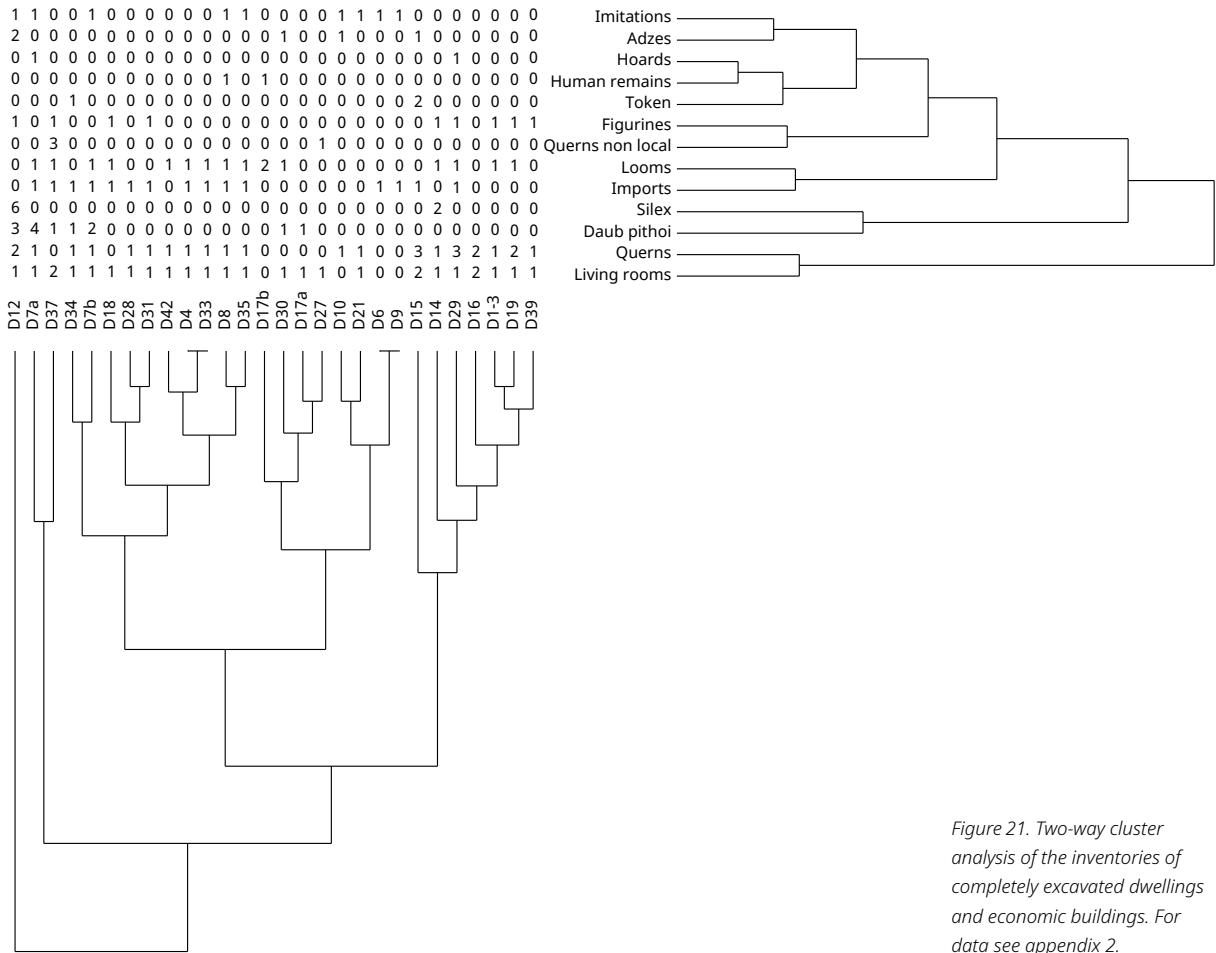 1 1 0 0 1 0 0 0 0 0 0 1 1 0 0 0 0 1 1 1 1 0 0 0 0 0 0 0 Imitations
2 0 0 0 0 0 0 0 0 0 0 0 0 0 1 0 0 1 0 0 0 1 0 0 0 0 0 0 Adzes
0 1 0 0 0 0 0 0 0 0 0 0 0 0 0 0 0 0 0 0 0 0 0 1 0 0 0 0 Hoards
0 0 0 0 0 0 0 0 0 0 0 1 0 1 0 0 0 0 0 0 0 0 0 0 0 0 0 0 Human remains
0 0 0 1 0 0 0 0 0 0 0 0 0 0 0 0 0 0 0 0 0 2 0 0 0 0 0 0 Token
1 0 1 0 0 1 0 1 0 0 0 0 0 0 0 0 0 0 0 0 0 0 1 1 0 1 1 1 Figurines
0 0 3 0 0 0 0 0 0 0 0 0 0 0 0 0 1 0 0 0 0 0 0 0 0 0 0 0 Querns non local
0 1 1 0 1 1 0 0 1 1 1 1 1 2 1 0 0 0 0 0 0 0 1 1 0 1 1 0 Looms
0 1 1 1 1 1 1 1 0 1 1 1 1 0 0 0 0 0 0 1 1 1 0 1 0 0 0 0 Imports
6 0 0 0 0 0 0 0 0 0 0 0 0 0 0 0 0 0 0 0 0 0 2 0 0 0 0 0 Silex
3 4 1 1 2 0 0 0 0 0 0 0 0 0 1 1 0 0 0 0 0 0 0 0 0 0 0 0 Daub pithoi
2 1 0 1 1 0 1 1 1 1 1 1 1 0 0 0 0 1 1 0 0 3 1 3 2 1 2 1 Querns
1 1 2 1 1 1 1 1 1 1 1 1 1 0 1 1 1 0 1 0 0 2 1 1 2 1 1 1 Living rooms
D12 D7a D37 D34 D7b D18 D28 D31 D42 D4 D33 D8 D35 D17b D30 D17a D27 D10 D21 D6 D9 D15 D14 D29 D16 D1-3 D19 D39
Figure 21. Two-way cluster
analysis of the inventories of
completely excavated dwellings
and economic buildings. For
data see appendix 2.